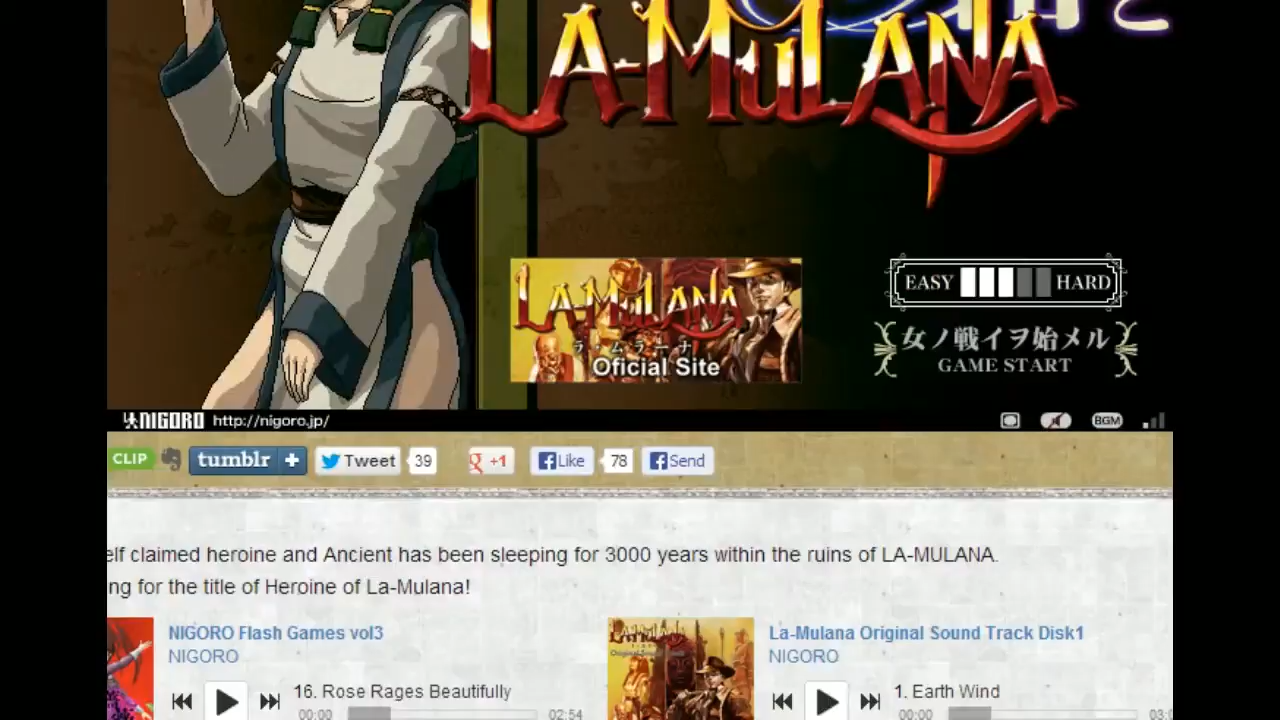 LA-MULANA
LA-MULANA
ラ・ムラーナ
Oficial Site
EASY HARD
女ノ戦イヲ始メル
GAME START
NIGORO http://nigoro.jp/
BGM
CLIP
tumblr +
Tweet 39
g +1
Like 78
Send
elf claimed heroine and Ancient has been sleeping for 3000 years within the ruins of LA-MULANA.
ng for the title of Heroine of La-Mulana!
NIGORO Flash Games vol3
NIGORO
16. Rose Rages Beautifully
00:00 02:54
La-Mulana Original Sound Track Disk1
NIGORO
1. Earth Wind
00:00